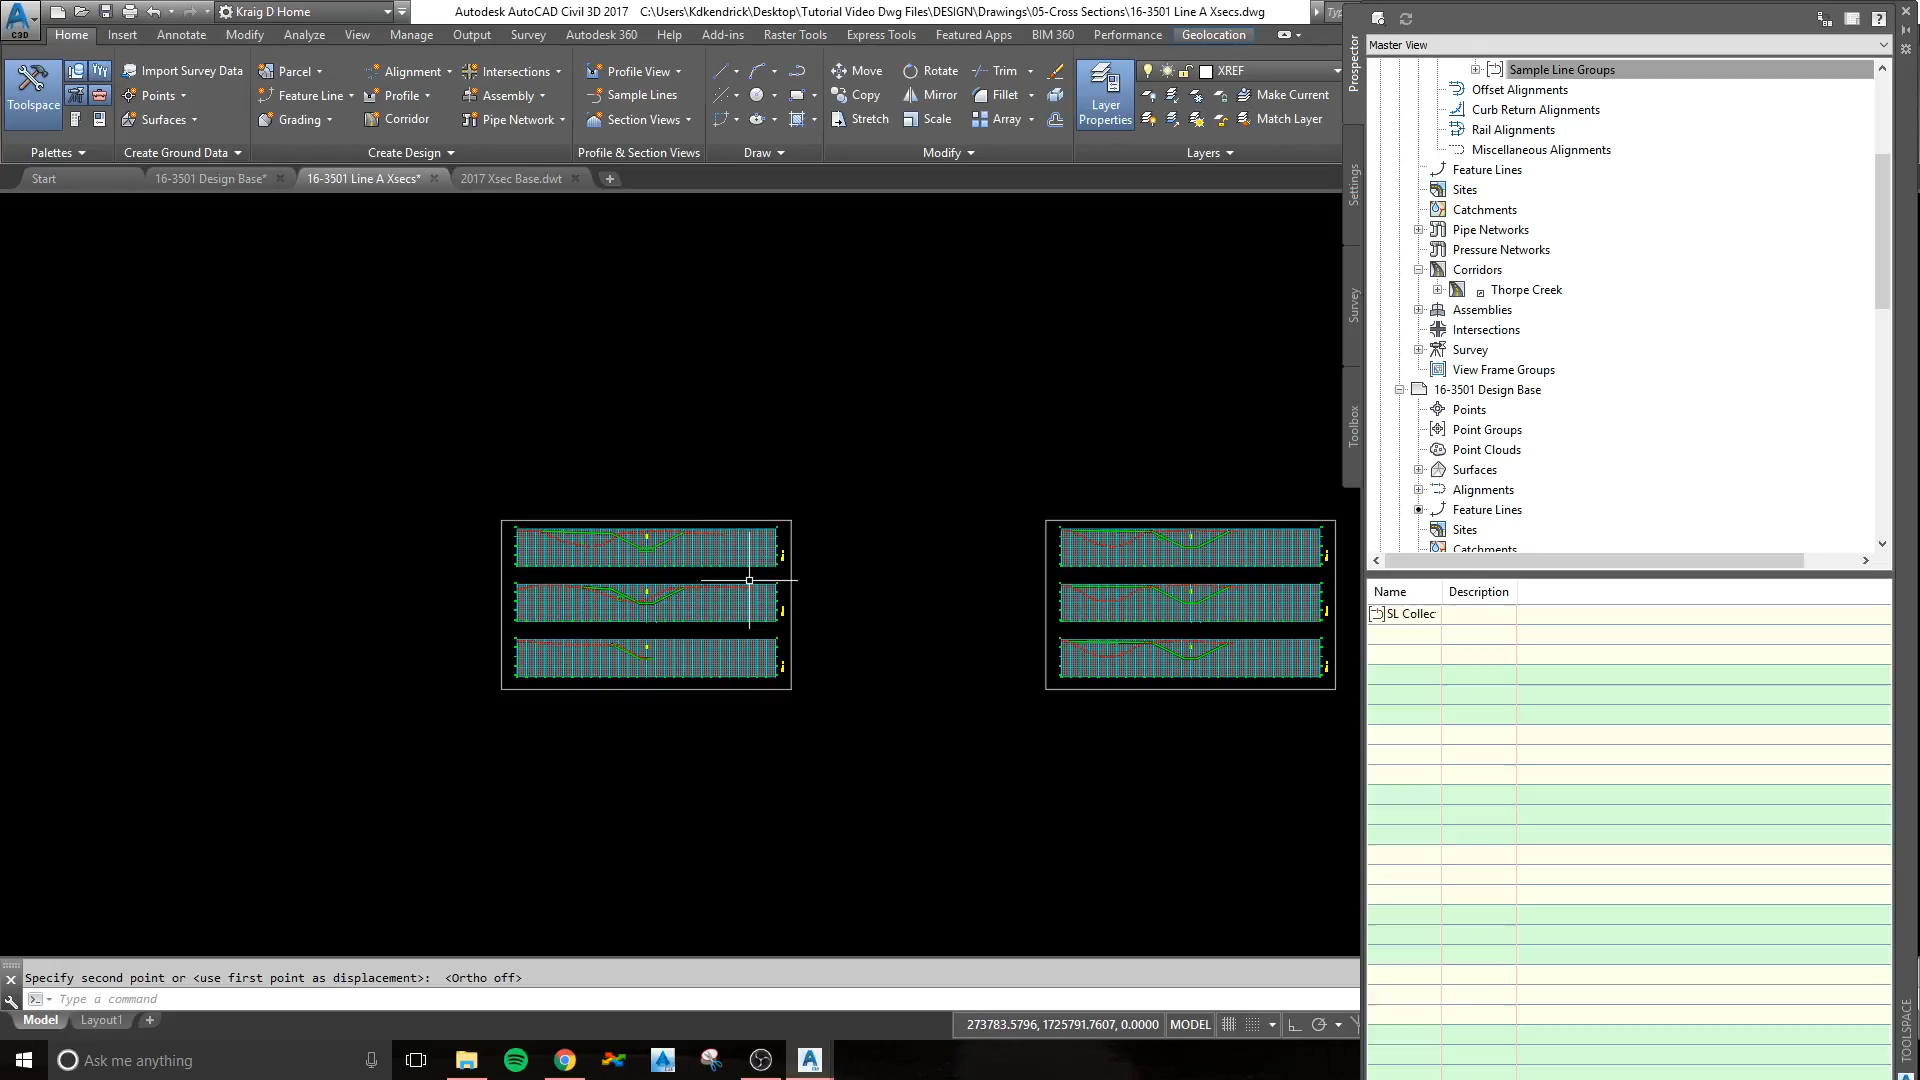 Kraig D Home
Autodesk AutoCAD Civil 3D 2017 C:\Users\Kdkendrick\Desktop\Tutorial Video Dwg Files\DESIGN\Drawings\05-Cross Sections\16-3501 Line A Xsecs.dwg
C3D
Home Insert Annotate Modify Analyze View Manage Output Survey Autodesk 360 Help Add-ins Raster Tools Express Tools Featured Apps BIM 360 Performance Geolocation
Import Survey Data Parcel Alignment Intersections Profile View Move Rotate Trim XREF
Toolspace Points Feature Line Profile Assembly Sample Lines Copy Mirror Fillet Layer Properties Make Current
Surfaces Grading Corridor Pipe Network Section Views Stretch Scale Array Match Layer
Palettes Create Ground Data Create Design Profile & Section Views Draw Modify Layers
Start 16-3501 Design Base* 16-3501 Line A Xsecs* 2017 Xsec Base.dwt
Prospector
Settings
Survey
Toolbox
Master View
Sample Line Groups
Offset Alignments
Curb Return Alignments
Rail Alignments
Miscellaneous Alignments
Feature Lines
Sites
Catchments
Pipe Networks
Pressure Networks
Corridors
Thorpe Creek
Assemblies
Intersections
Survey
View Frame Groups
16-3501 Design Base
Points
Point Groups
Point Clouds
Surfaces
Alignments
Feature Lines
Sites
Catchments
Name Description
SL Collec
TOOLSPACE
Specify second point or <use first point as displacement>: <Ortho off>
Type a command
Model Layout1
273783.5796, 1725791.7607, 0.0000 MODEL
Ask me anything